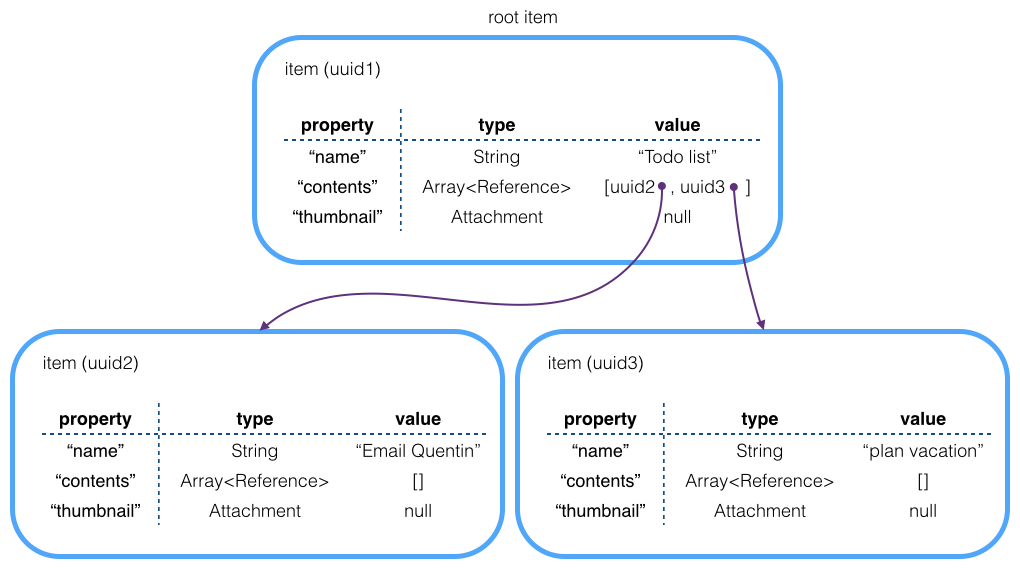 root item
item (uuid1)
property type value
“name” String “Todo list”
“contents” Array<Reference> [uuid2 , uuid3 ]
“thumbnail” Attachment null
item (uuid2)
property type value
“name” String “Email Quentin”
“contents” Array<Reference> []
“thumbnail” Attachment null
item (uuid3)
property type value
“name” String “plan vacation”
“contents” Array<Reference> []
“thumbnail” Attachment null